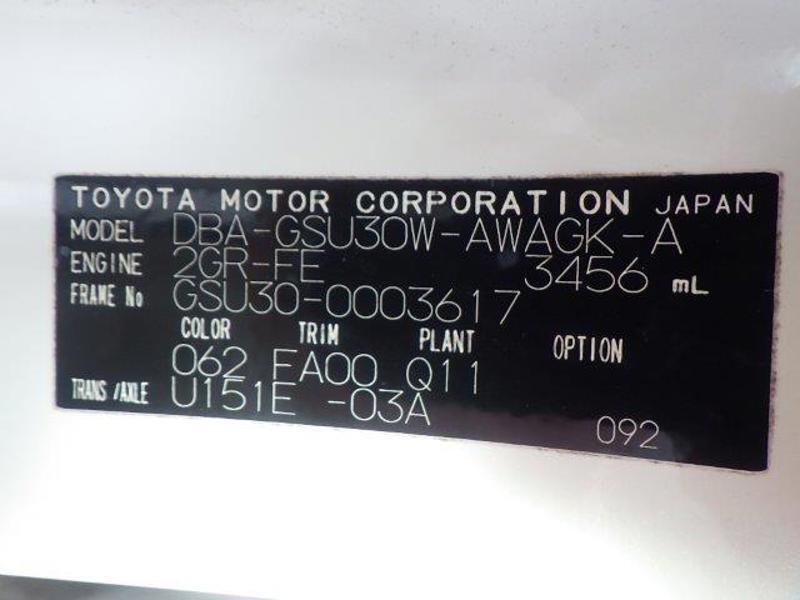 TOYOTA MOTOR CORPORATION JAPAN
MODEL DBA-GSU30W-AWAGK-A
ENGINE 2GR-FE 3456 mL
FRAME No GSU30-0003617
COLOR TRIM PLANT OPTION
062 FA00 Q11
TRANS/AXLE U151E -03A
092